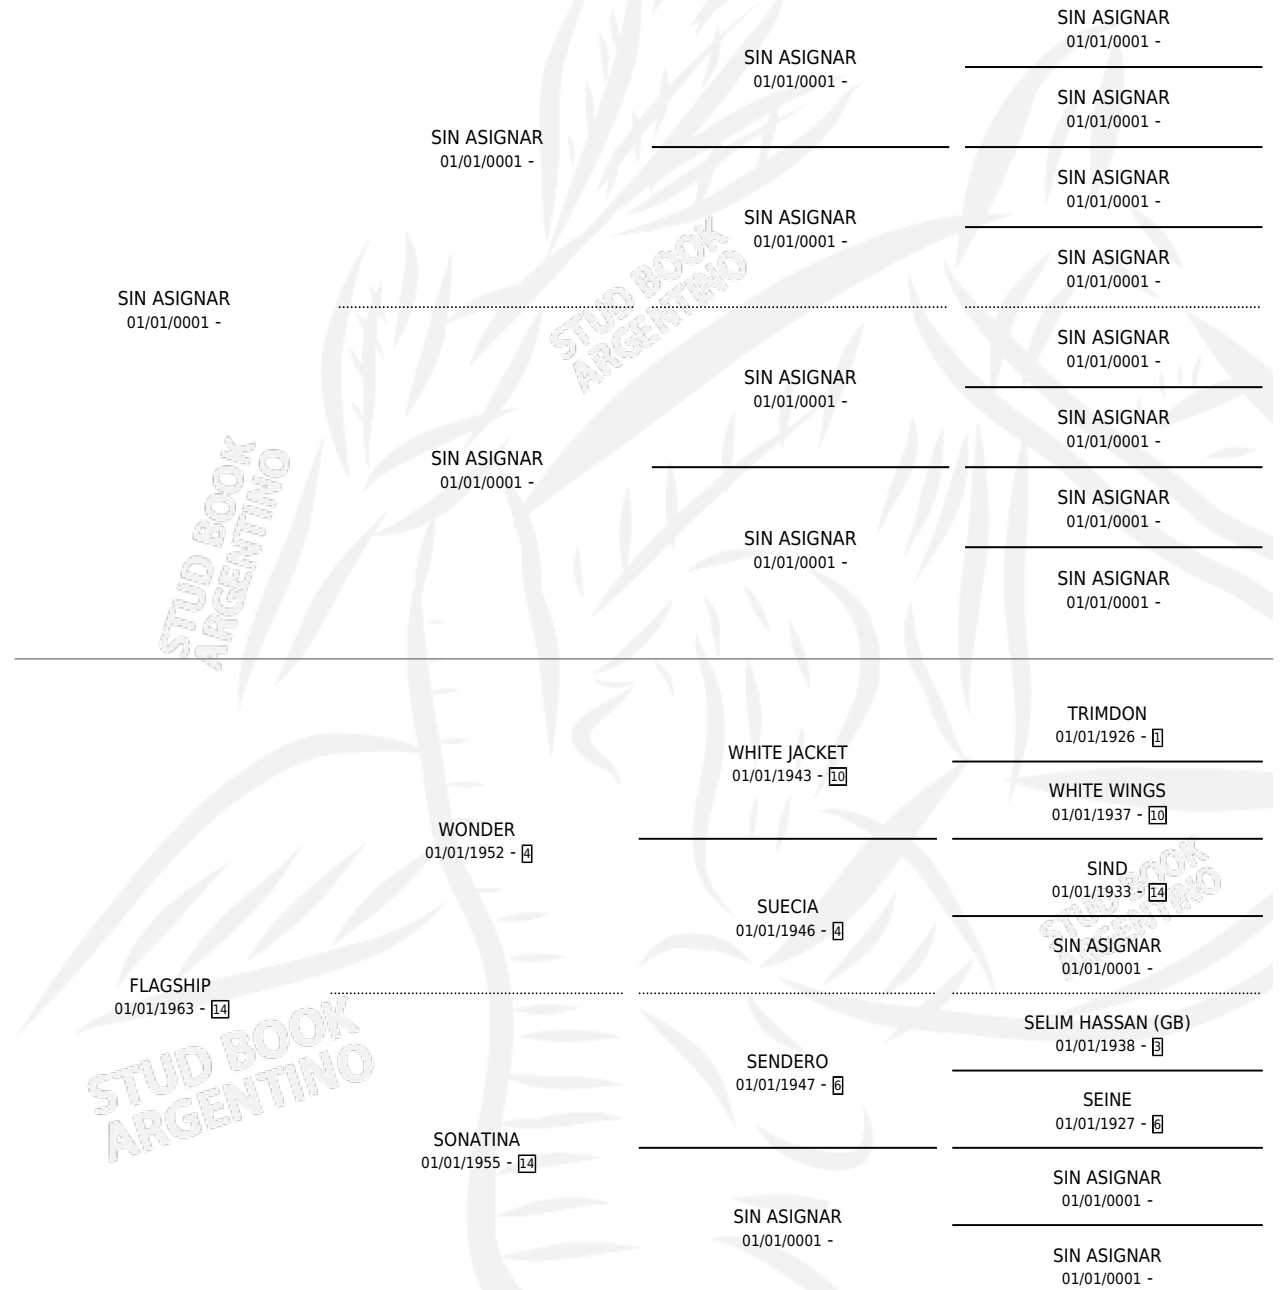 SIN ASIGNAR
01/01/0001 -
SIN ASIGNAR
01/01/0001 -
SIN ASIGNAR
01/01/0001 -
SIN ASIGNAR
01/01/0001 -
SIN ASIGNAR
01/01/0001 -
SIN ASIGNAR
01/01/0001 -
SIN ASIGNAR
01/01/0001 -
SIN ASIGNAR
01/01/0001 -
SIN ASIGNAR
01/01/0001 -
SIN ASIGNAR
01/01/0001 -
SIN ASIGNAR
01/01/0001 -
SIN ASIGNAR
01/01/0001 -
SIN ASIGNAR
01/01/0001 -
SIN ASIGNAR
01/01/0001 -
SIN ASIGNAR
01/01/0001 -
STUD BOOK
ARGENTINO
STUD BOOK
ARGENTINO
FLAGSHIP
01/01/1963 - 14
WONDER
01/01/1952 - 4
SONATINA
01/01/1955 - 14
WHITE JACKET
01/01/1943 - 10
SUECIA
01/01/1946 - 4
SENDERO
01/01/1947 - 6
SIN ASIGNAR
01/01/0001 -
TRIMDON
01/01/1926 - 1
WHITE WINGS
01/01/1937 - 10
SIND
01/01/1933 - 14
SIN ASIGNAR
01/01/0001 -
SELIM HASSAN (GB)
01/01/1938 - 3
SEINE
01/01/1927 - 6
SIN ASIGNAR
01/01/0001 -
SIN ASIGNAR
01/01/0001 -
STUD BOOK
ARGENTINO
STUD BOOK
ARGENTINO